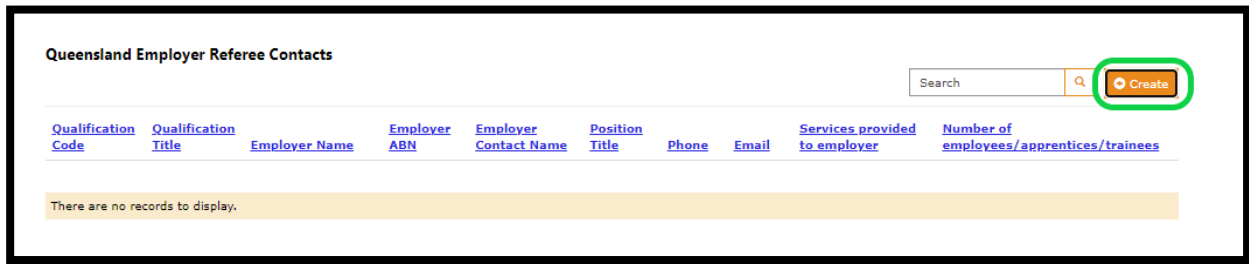 Queensland Employer Referee Contacts
Search
Create
Qualification Qualification Employer Employer Position Services provided Number of
Code Title Employer Name ABN Contact Name Title Phone Email to employer employees/apprentices/trainees
There are no records to display.